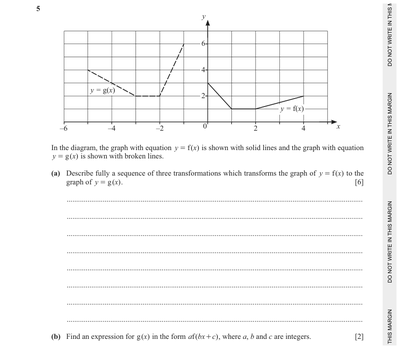 5
y
6
4
y = g(x)
2
y = f(x)
−6 −4 −2 0 2 4 x
In the diagram, the graph with equation y = f(x) is shown with solid lines and the graph with equation
y = g(x) is shown with broken lines.
(a) Describe fully a sequence of three transformations which transforms the graph of y = f(x) to the
graph of y = g(x). [6]
(b) Find an expression for g(x) in the form af(bx + c), where a, b and c are integers. [2]
DO NOT WRITE IN THIS M
DO NOT WRITE IN THIS MARGIN
DO NOT WRITE IN THIS MARGIN
THIS MARGIN